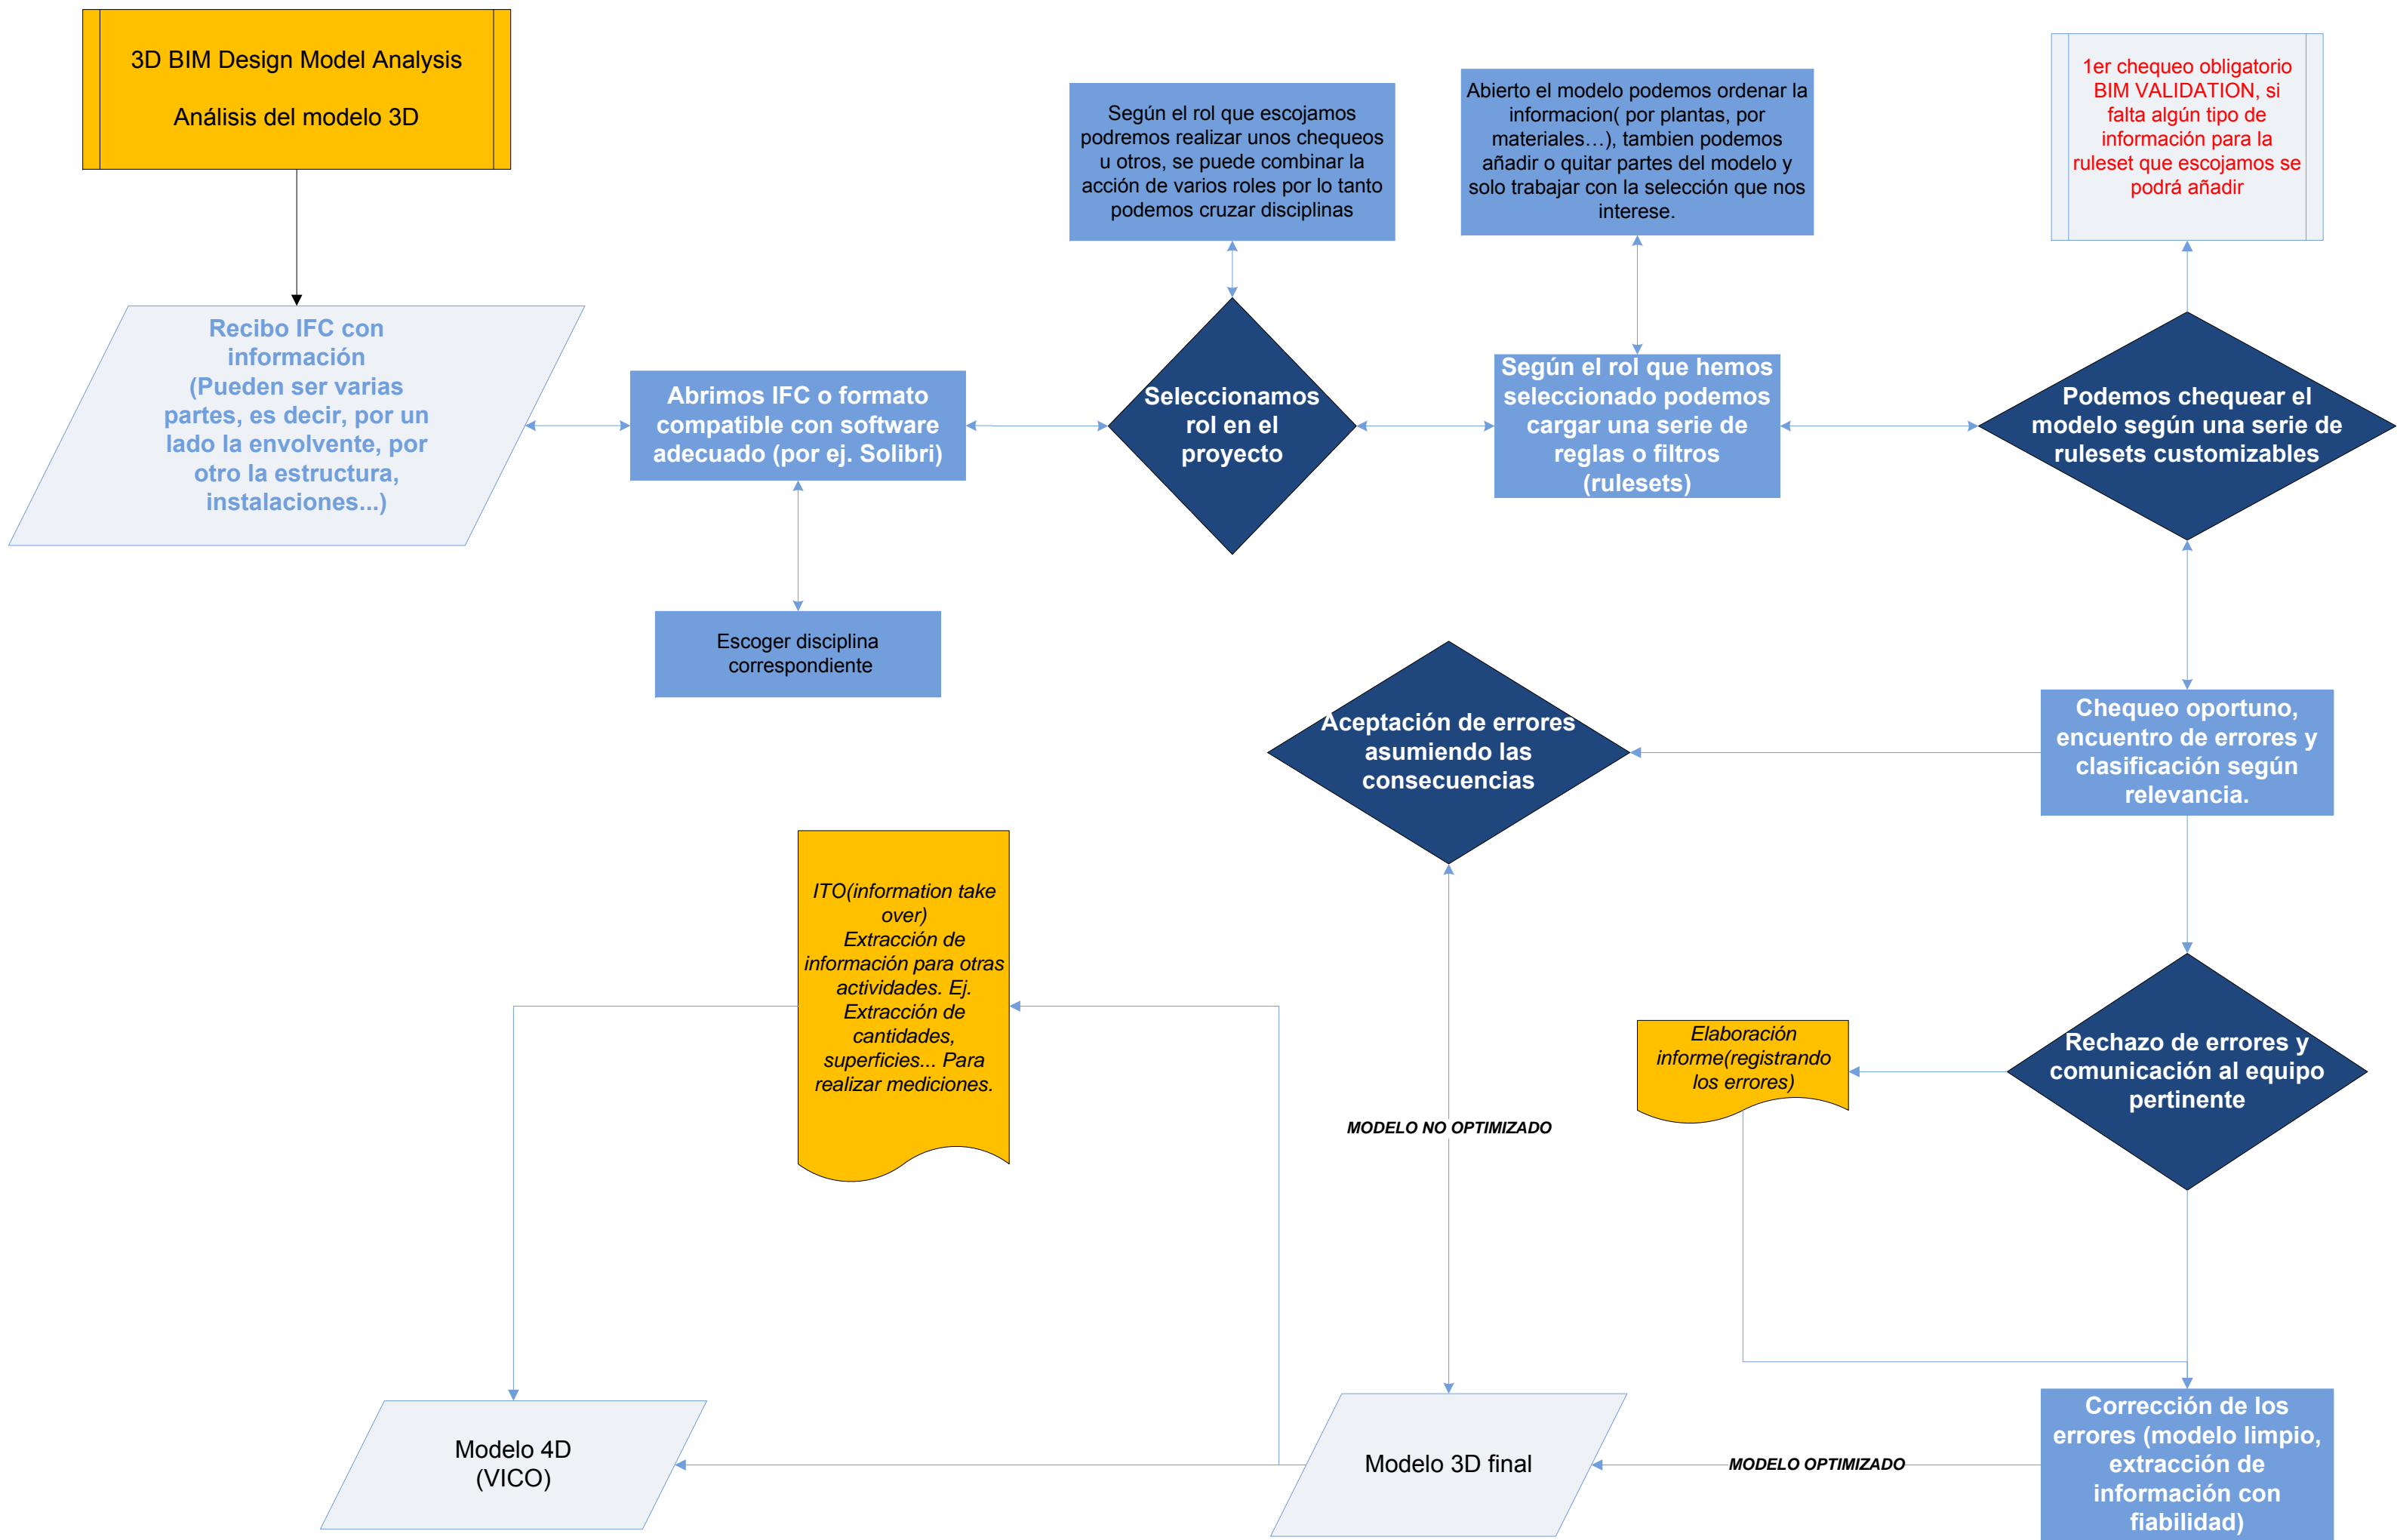 3D BIM Design Model Analysis
Análisis del modelo 3D
Recibo IFC con
información
(Pueden ser varias
partes, es decir, por un
lado la envolvente, por
otro la estructura,
instalaciones...)
Abrimos IFC o formato
compatible con software
adecuado (por ej. Solibri)
Escoger disciplina
correspondiente
Según el rol que escojamos
podremos realizar unos chequeos
u otros, se puede combinar la
acción de varios roles por lo tanto
podemos cruzar disciplinas
Seleccionamos
rol en el
proyecto
Abierto el modelo podemos ordenar la
informacion( por plantas, por
materiales…), tambien podemos
añadir o quitar partes del modelo y
solo trabajar con la selección que nos
interese.
Según el rol que hemos
seleccionado podemos
cargar una serie de
reglas o filtros
(rulesets)
1er chequeo obligatorio
BIM VALIDATION, si
falta algún tipo de
información para la
ruleset que escojamos se
podrá añadir
Podemos chequear el
modelo según una serie de
rulesets customizables
Chequeo oportuno,
encuentro de errores y
clasificación según
relevancia.
Aceptación de errores
asumiendo las
consecuencias
Rechazo de errores y
comunicación al equipo
pertinente
Elaboración
informe(registrando
los errores)
ITO(information take
over)
Extracción de
información para otras
actividades. Ej.
Extracción de
cantidades,
superficies... Para
realizar mediciones.
MODELO NO OPTIMIZADO
Corrección de los
errores (modelo limpio,
extracción de
información con
fiabilidad)
MODELO OPTIMIZADO
Modelo 3D final
Modelo 4D
(VICO)